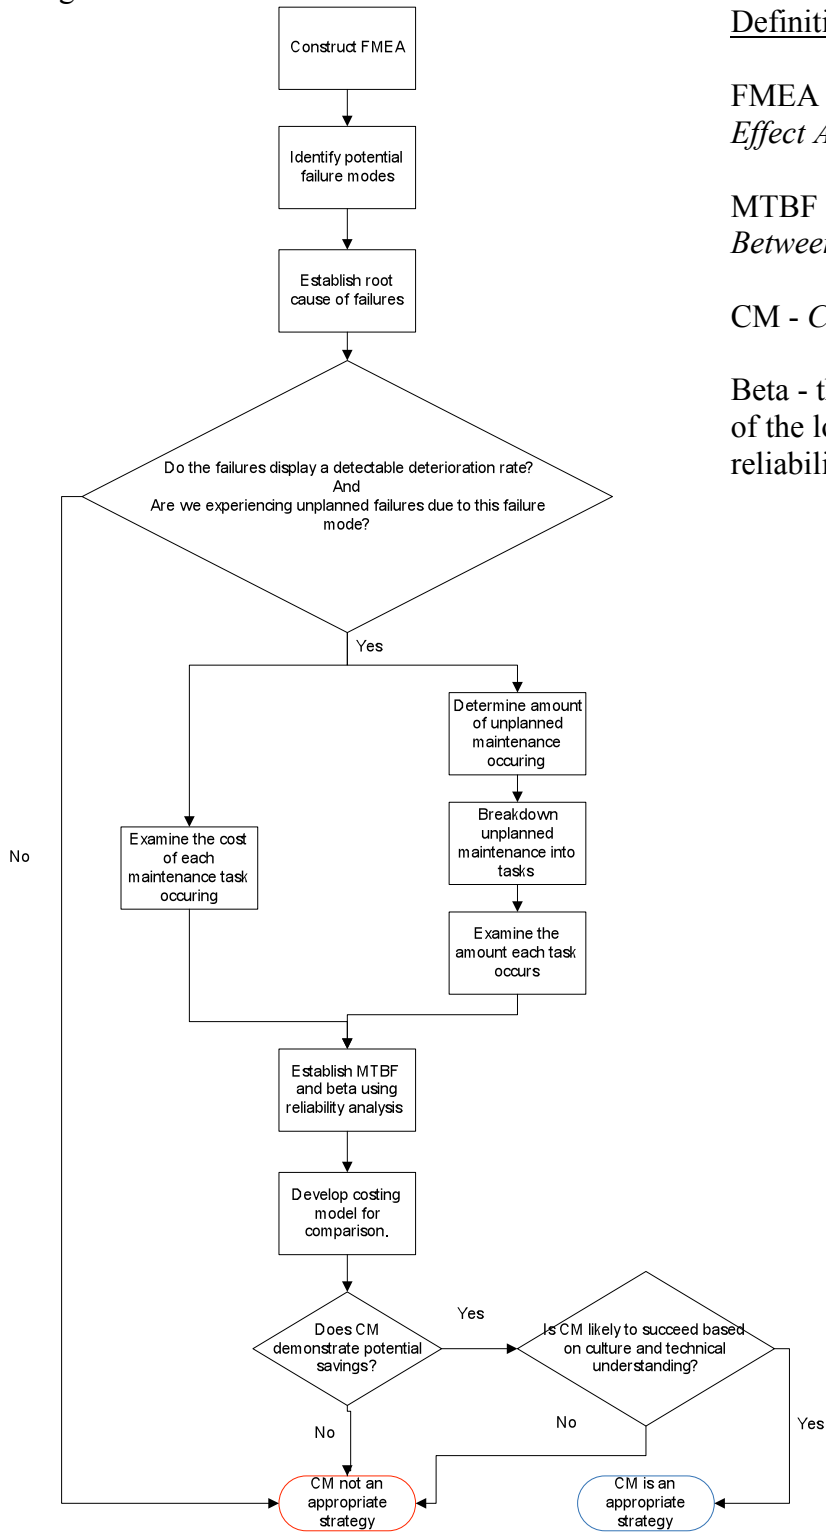 Construct FMEA
Identify potential
failure modes
Establish root
cause of failures
Do the failures display a detectable deterioration rate?
And
Are we experiencing unplanned failures due to this failure
mode?
Yes
No
Examine the cost
of each
maintenance task
occuring
Determine amount
of unplanned
maintenance
occuring
Breakdown
unplanned
maintenance into
tasks
Examine the
amount each task
occurs
Establish MTBF
and beta using
reliability analysis
Develop costing
model for
comparison.
Does CM
demonstrate potential
savings?
Yes
No
Is CM likely to succeed based
on culture and technical
understanding?
No
Yes
CM not an
appropriate
strategy
CM is an
appropriate
strategy
Definiti
FMEA
Effect A
MTBF
Between
CM - C
Beta - t
of the l
reliabili